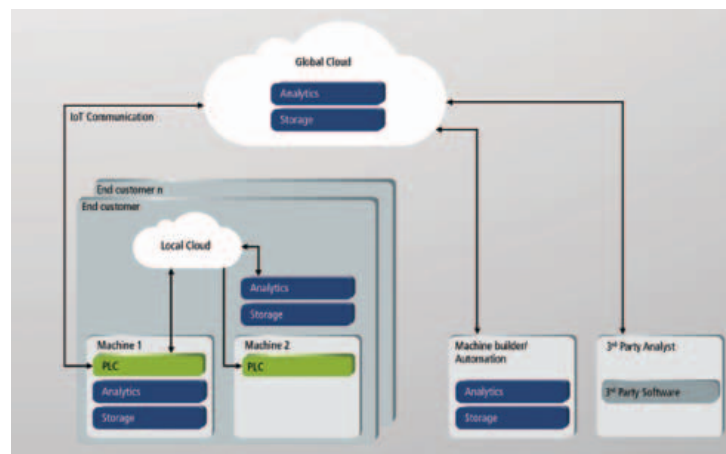 Global Cloud
Analytics
Storage
IoT Communication
End customer n
End customer
Local Cloud
Analytics
Storage
Machine 1
PLC
Analytics
Storage
Machine 2
PLC
Machine builder/
Automation
Analytics
Storage
3rd Party Analyst
3rd Party Software